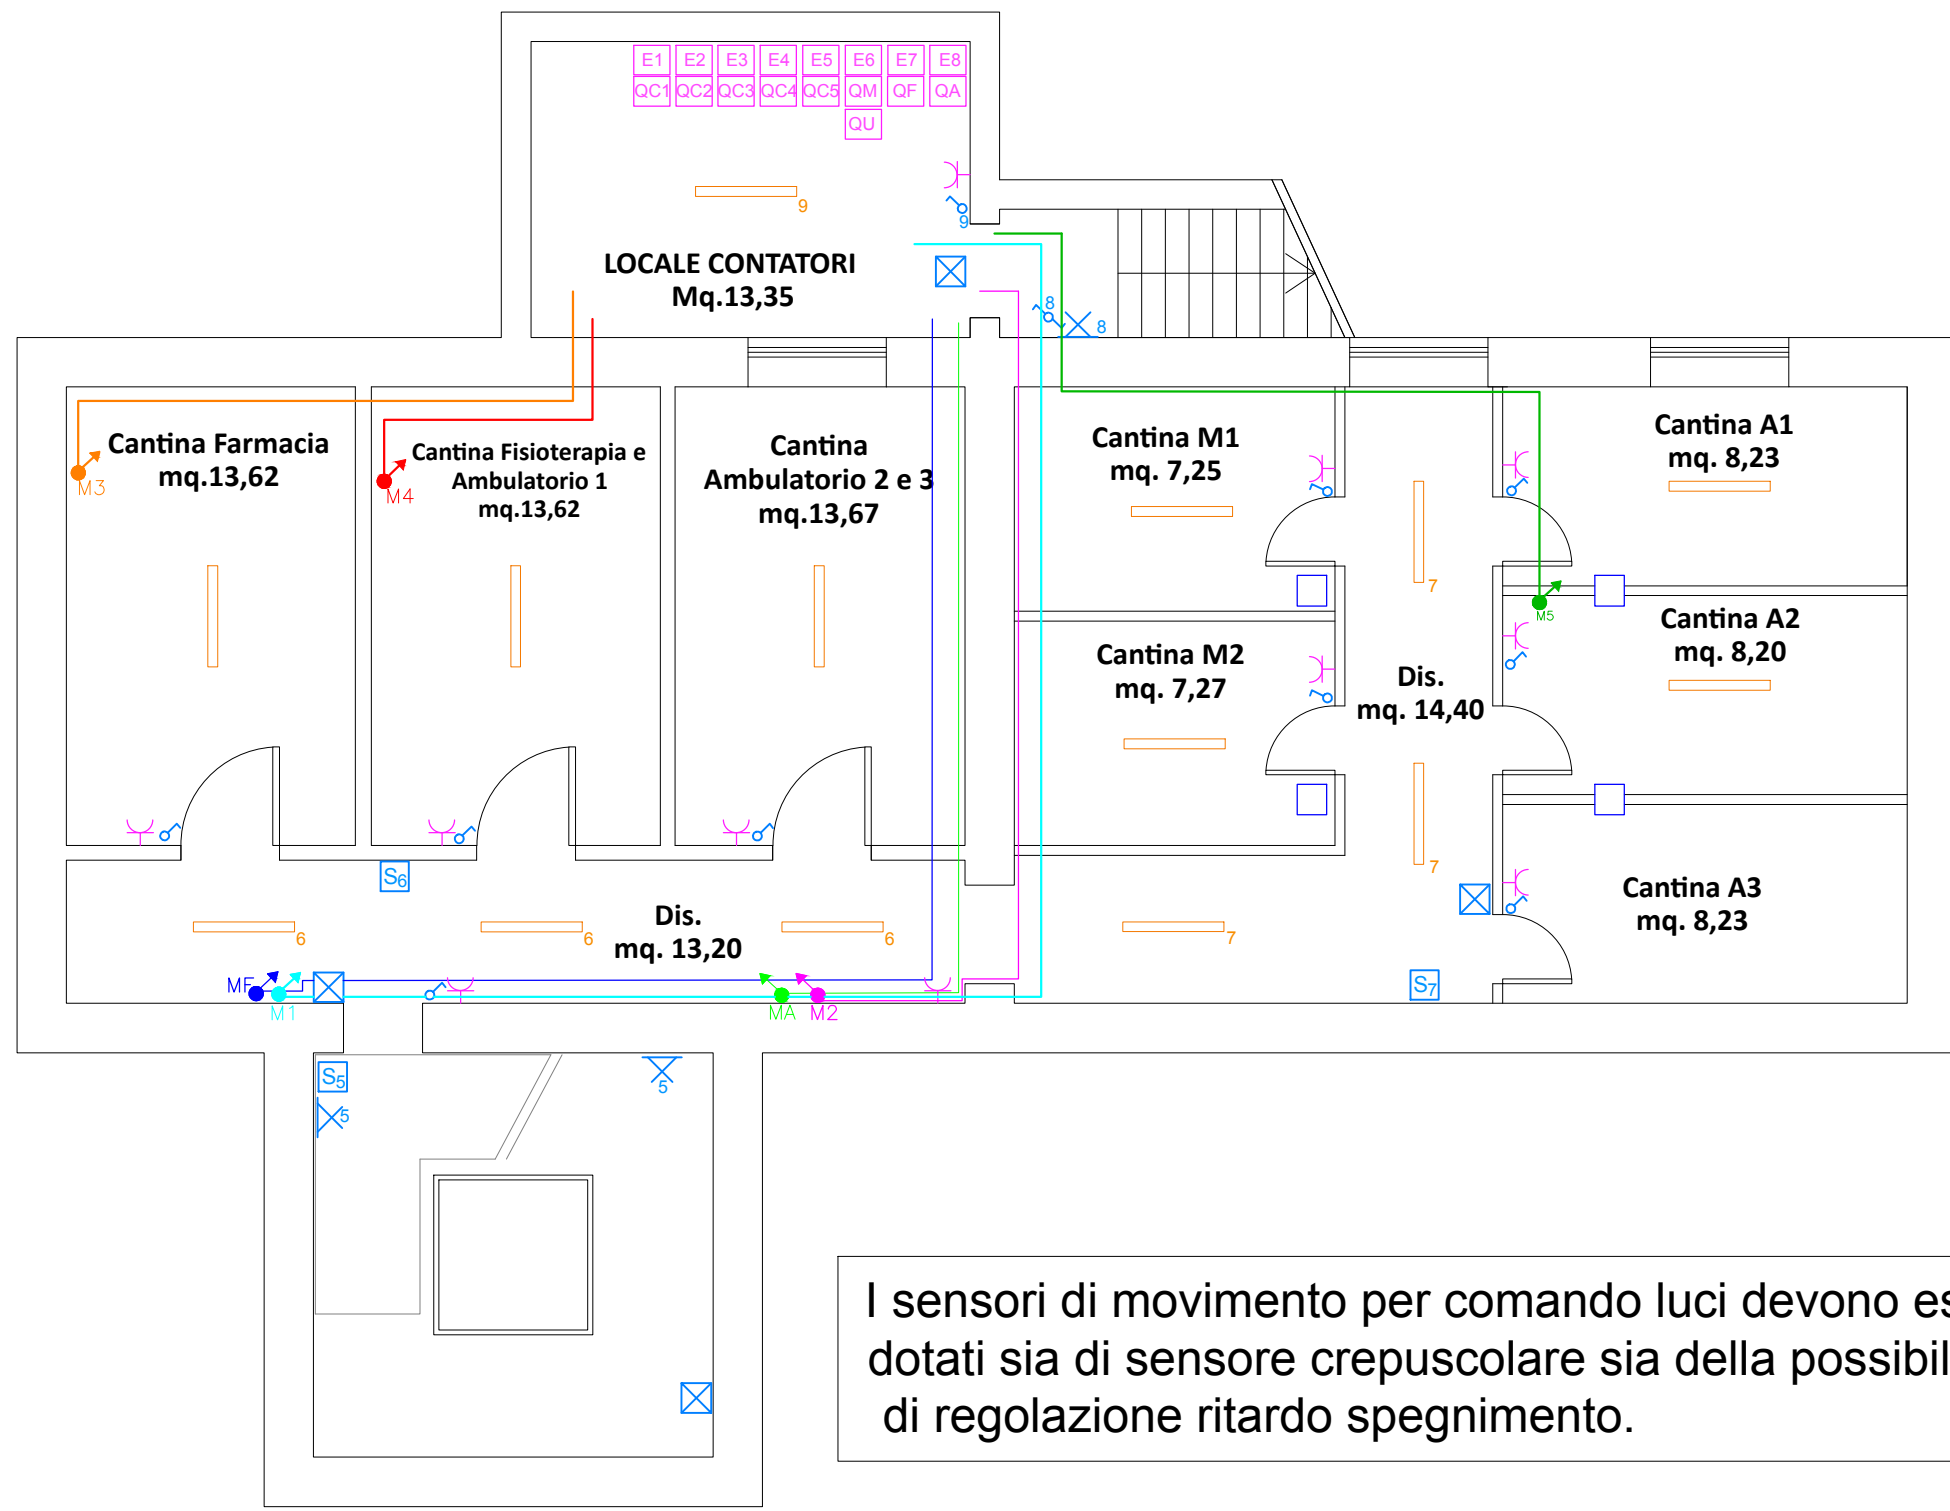 E1 E2 E3 E4 E5 E6 E7 E8
QC1 QC2 QC3 QC4 QC5 QM QF QA
QU
9
9
LOCALE CONTATORI
Mq.13,35
8
8
Cantina Farmacia
mq.13,62
M3
Cantina Fisioterapia e
Ambulatorio 1
mq.13,62
M4
Cantina
Ambulatorio 2 e 3
mq.13,67
Cantina M1
mq. 7,25
Cantina A1
mq. 8,23
7
M5
Cantina M2
mq. 7,27
Dis.
mq. 14,40
Cantina A2
mq. 8,20
7
Cantina A3
mq. 8,23
S6
6
6
Dis.
mq. 13,20
6
7
S7
MF
M1
MA
M2
S5
5
5
I sensori di movimento per comando luci devono es
dotati sia di sensore crepuscolare sia della possibil
di regolazione ritardo spegnimento.